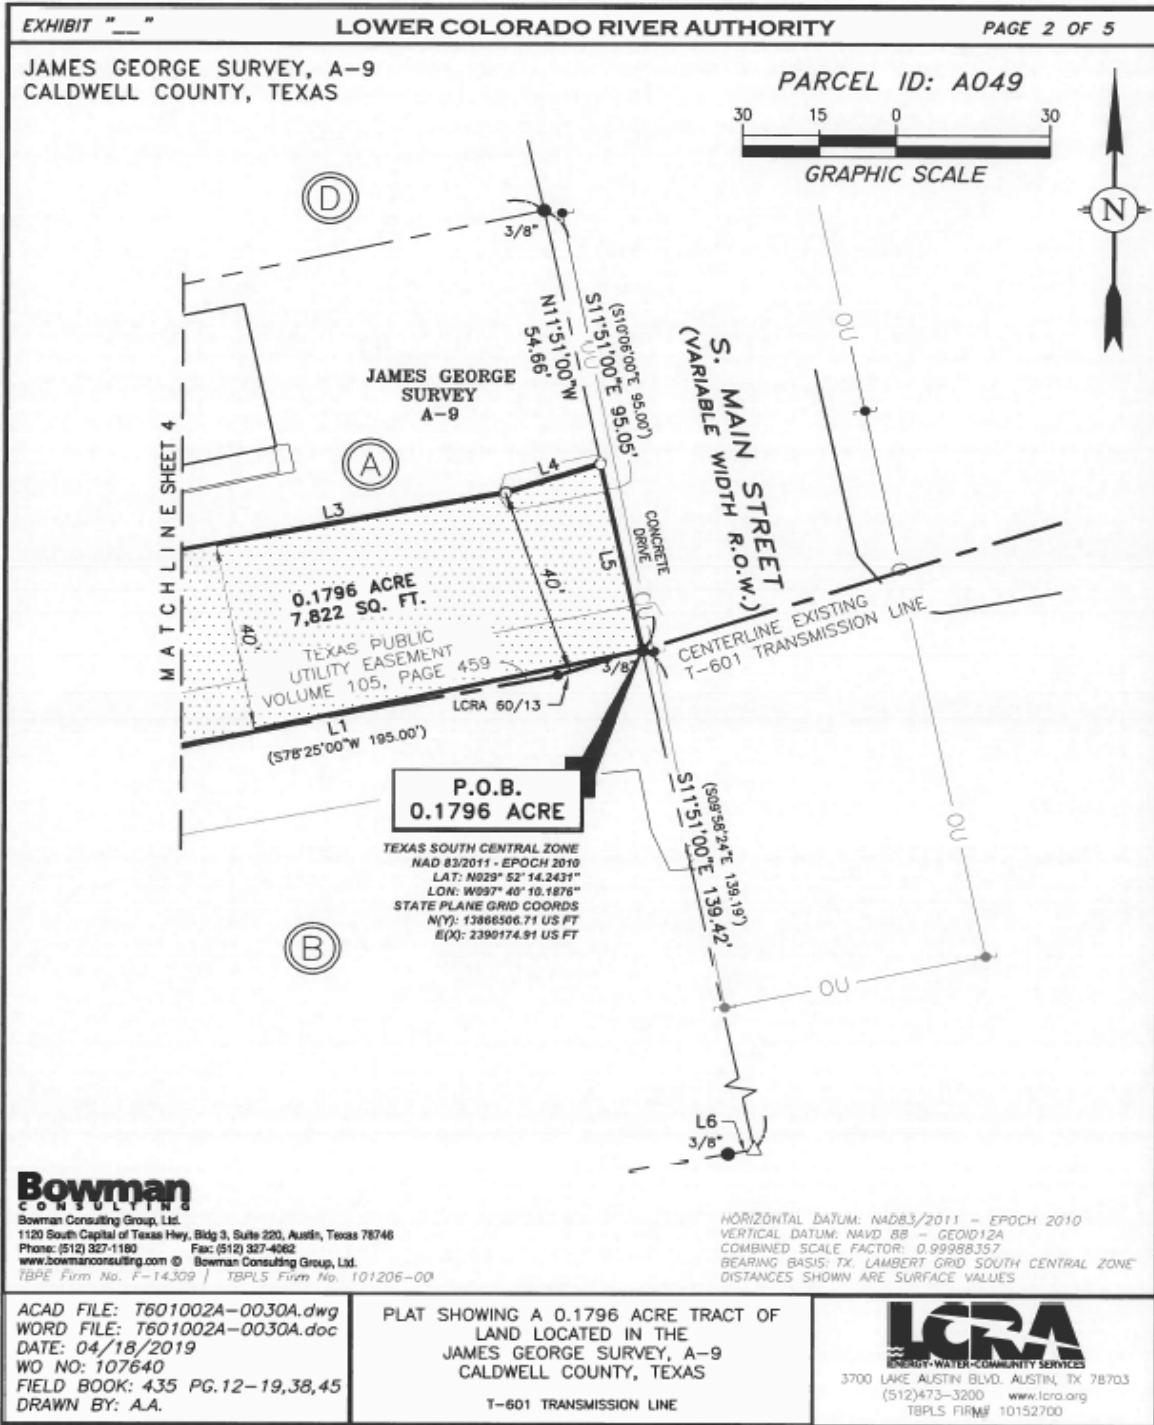 EXHIBIT "__"
LOWER COLORADO RIVER AUTHORITY
PAGE 2 OF 5
JAMES GEORGE SURVEY, A-9
CALDWELL COUNTY, TEXAS
PARCEL ID: A049
30 15 0 30
GRAPHIC SCALE
N
D
3/8"
N11°51'00"W
54.66'
(S10°06'00"E 95.00')
S11°51'00"E 95.05'
OU
S. MAIN STREET
(VARIABLE WIDTH R.O.W.)
OU
JAMES GEORGE
SURVEY
A-9
MATCHLINE SHEET 4
A
L4
L3
L5
CONCRETE
DRIVE
0.1796 ACRE
7,822 SQ. FT.
40'
40'
TEXAS PUBLIC
UTILITY EASEMENT
VOLUME 105, PAGE 459
3/8"
CENTERLINE EXISTING
T-601 TRANSMISSION LINE
LCRA 60/13
L1
(S78°25'00"W 195.00')
P.O.B.
0.1796 ACRE
TEXAS SOUTH CENTRAL ZONE
NAD 83/2011 - EPOCH 2010
LAT: N029° 52' 14.2431"
LON: W097° 40' 10.1876"
STATE PLANE GRID COORDS
N(Y): 13866506.71 US FT
E(X): 2390174.91 US FT
(S09°58'24"E 139.19')
S11°51'00"E 139.42'
OU
OU
B
L6
3/8"
Bowman
CONSULTING
Bowman Consulting Group, Ltd.
1120 South Capital of Texas Hwy, Bldg 3, Suite 220, Austin, Texas 78746
Phone: (512) 327-1180 Fax: (512) 327-4062
www.bowmanconsulting.com © Bowman Consulting Group, Ltd.
TBPE Firm No. F-14309 | TBPLS Firm No. 101206-00
HORIZONTAL DATUM: NAD83/2011 - EPOCH 2010
VERTICAL DATUM: NAVD 88 - GEOID12A
COMBINED SCALE FACTOR: 0.99988357
BEARING BASIS: TX. LAMBERT GRID SOUTH CENTRAL ZONE
DISTANCES SHOWN ARE SURFACE VALUES
ACAD FILE: T601002A-0030A.dwg
WORD FILE: T601002A-0030A.doc
DATE: 04/18/2019
WO NO: 107640
FIELD BOOK: 435 PG.12-19,38,45
DRAWN BY: A.A.
PLAT SHOWING A 0.1796 ACRE TRACT OF
LAND LOCATED IN THE
JAMES GEORGE SURVEY, A-9
CALDWELL COUNTY, TEXAS
T-601 TRANSMISSION LINE
LCRA
ENERGY•WATER•COMMUNITY SERVICES
3700 LAKE AUSTIN BLVD. AUSTIN, TX 78703
(512)473-3200 www.lcra.org
TBPLS FIRM# 10152700